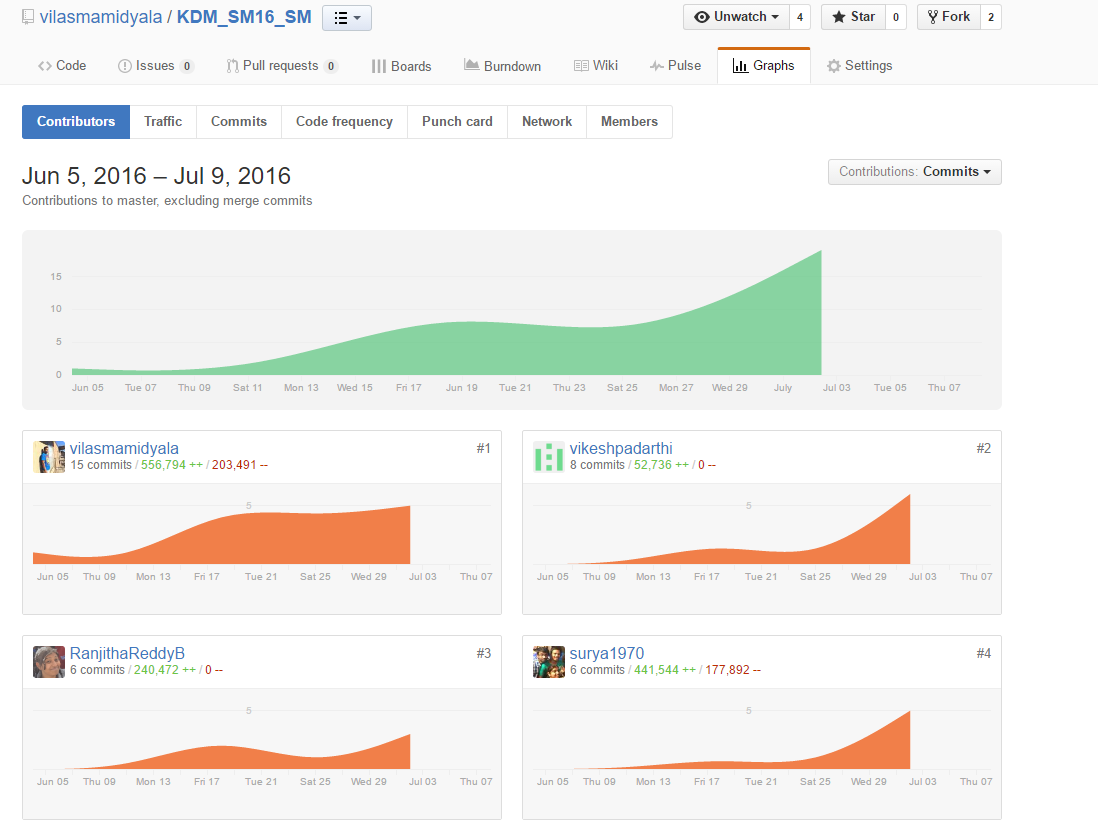 vilasmamidyala / KDM_SM16_SM
Unwatch 4 Star 0 Fork 2
Code Issues 0 Pull requests 0 Boards Burndown Wiki Pulse Graphs Settings
Contributors Traffic Commits Code frequency Punch card Network Members
Jun 5, 2016 – Jul 9, 2016
Contributions: Commits
Contributions to master, excluding merge commits
15
10
5
0
Jun 05 Tue 07 Thu 09 Sat 11 Mon 13 Wed 15 Fri 17 Jun 19 Tue 21 Thu 23 Sat 25 Mon 27 Wed 29 July Jul 03 Tue 05 Thu 07
vilasmamidyala #1
15 commits / 556,794 ++ / 203,491 --
5
Jun 05 Thu 09 Mon 13 Fri 17 Tue 21 Sat 25 Wed 29 Jul 03 Thu 07
vikeshpadarthi #2
8 commits / 52,736 ++ / 0 --
5
Jun 05 Thu 09 Mon 13 Fri 17 Tue 21 Sat 25 Wed 29 Jul 03 Thu 07
RanjithaReddyB #3
6 commits / 240,472 ++ / 0 --
5
Jun 05 Thu 09 Mon 13 Fri 17 Tue 21 Sat 25 Wed 29 Jul 03 Thu 07
surya1970 #4
6 commits / 441,544 ++ / 177,892 --
5
Jun 05 Thu 09 Mon 13 Fri 17 Tue 21 Sat 25 Wed 29 Jul 03 Thu 07